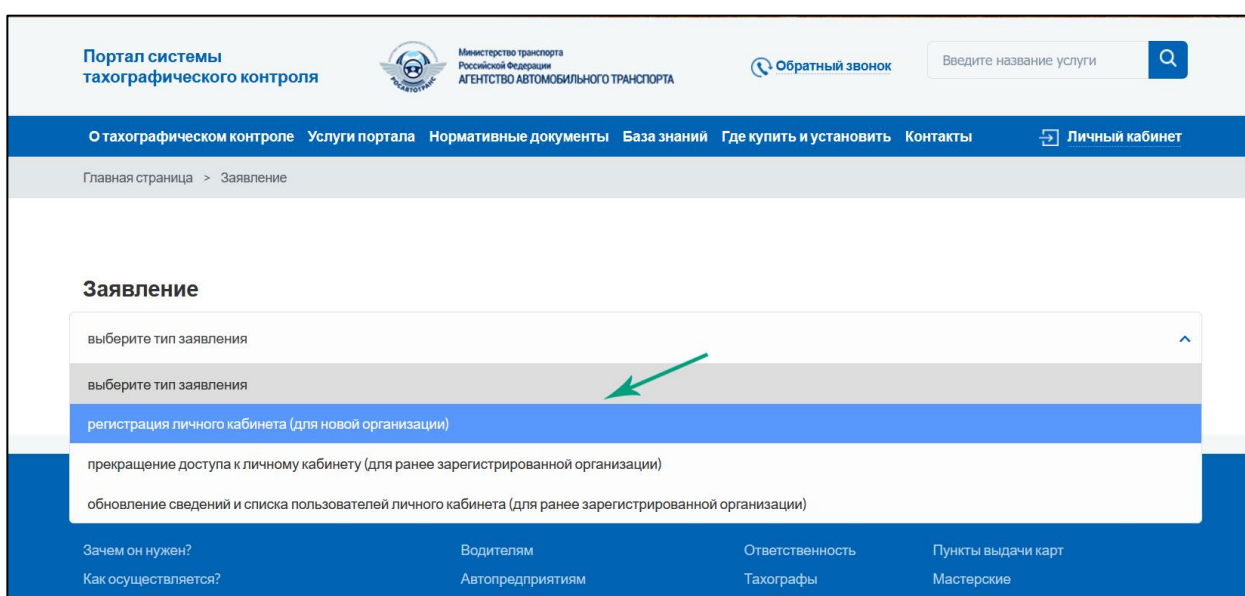 Портал системы
тахографического контроля
РОСАВТОТРАНС
Министерство транспорта
Российской Федерации
АГЕНТСТВО АВТОМОБИЛЬНОГО ТРАНСПОРТА
Обратный звонок
Введите название услуги
О тахографическом контроле Услуги портала Нормативные документы База знаний Где купить и установить Контакты Личный кабинет
Главная страница > Заявление
Заявление
выберите тип заявления
выберите тип заявления
регистрация личного кабинета (для новой организации)
прекращение доступа к личному кабинету (для ранее зарегистрированной организации)
обновление сведений и списка пользователей личного кабинета (для ранее зарегистрированной организации)
Зачем он нужен? Водителям Ответственность Пункты выдачи карт
Как осуществляется? Автопредприятиям Тахографы Мастерские